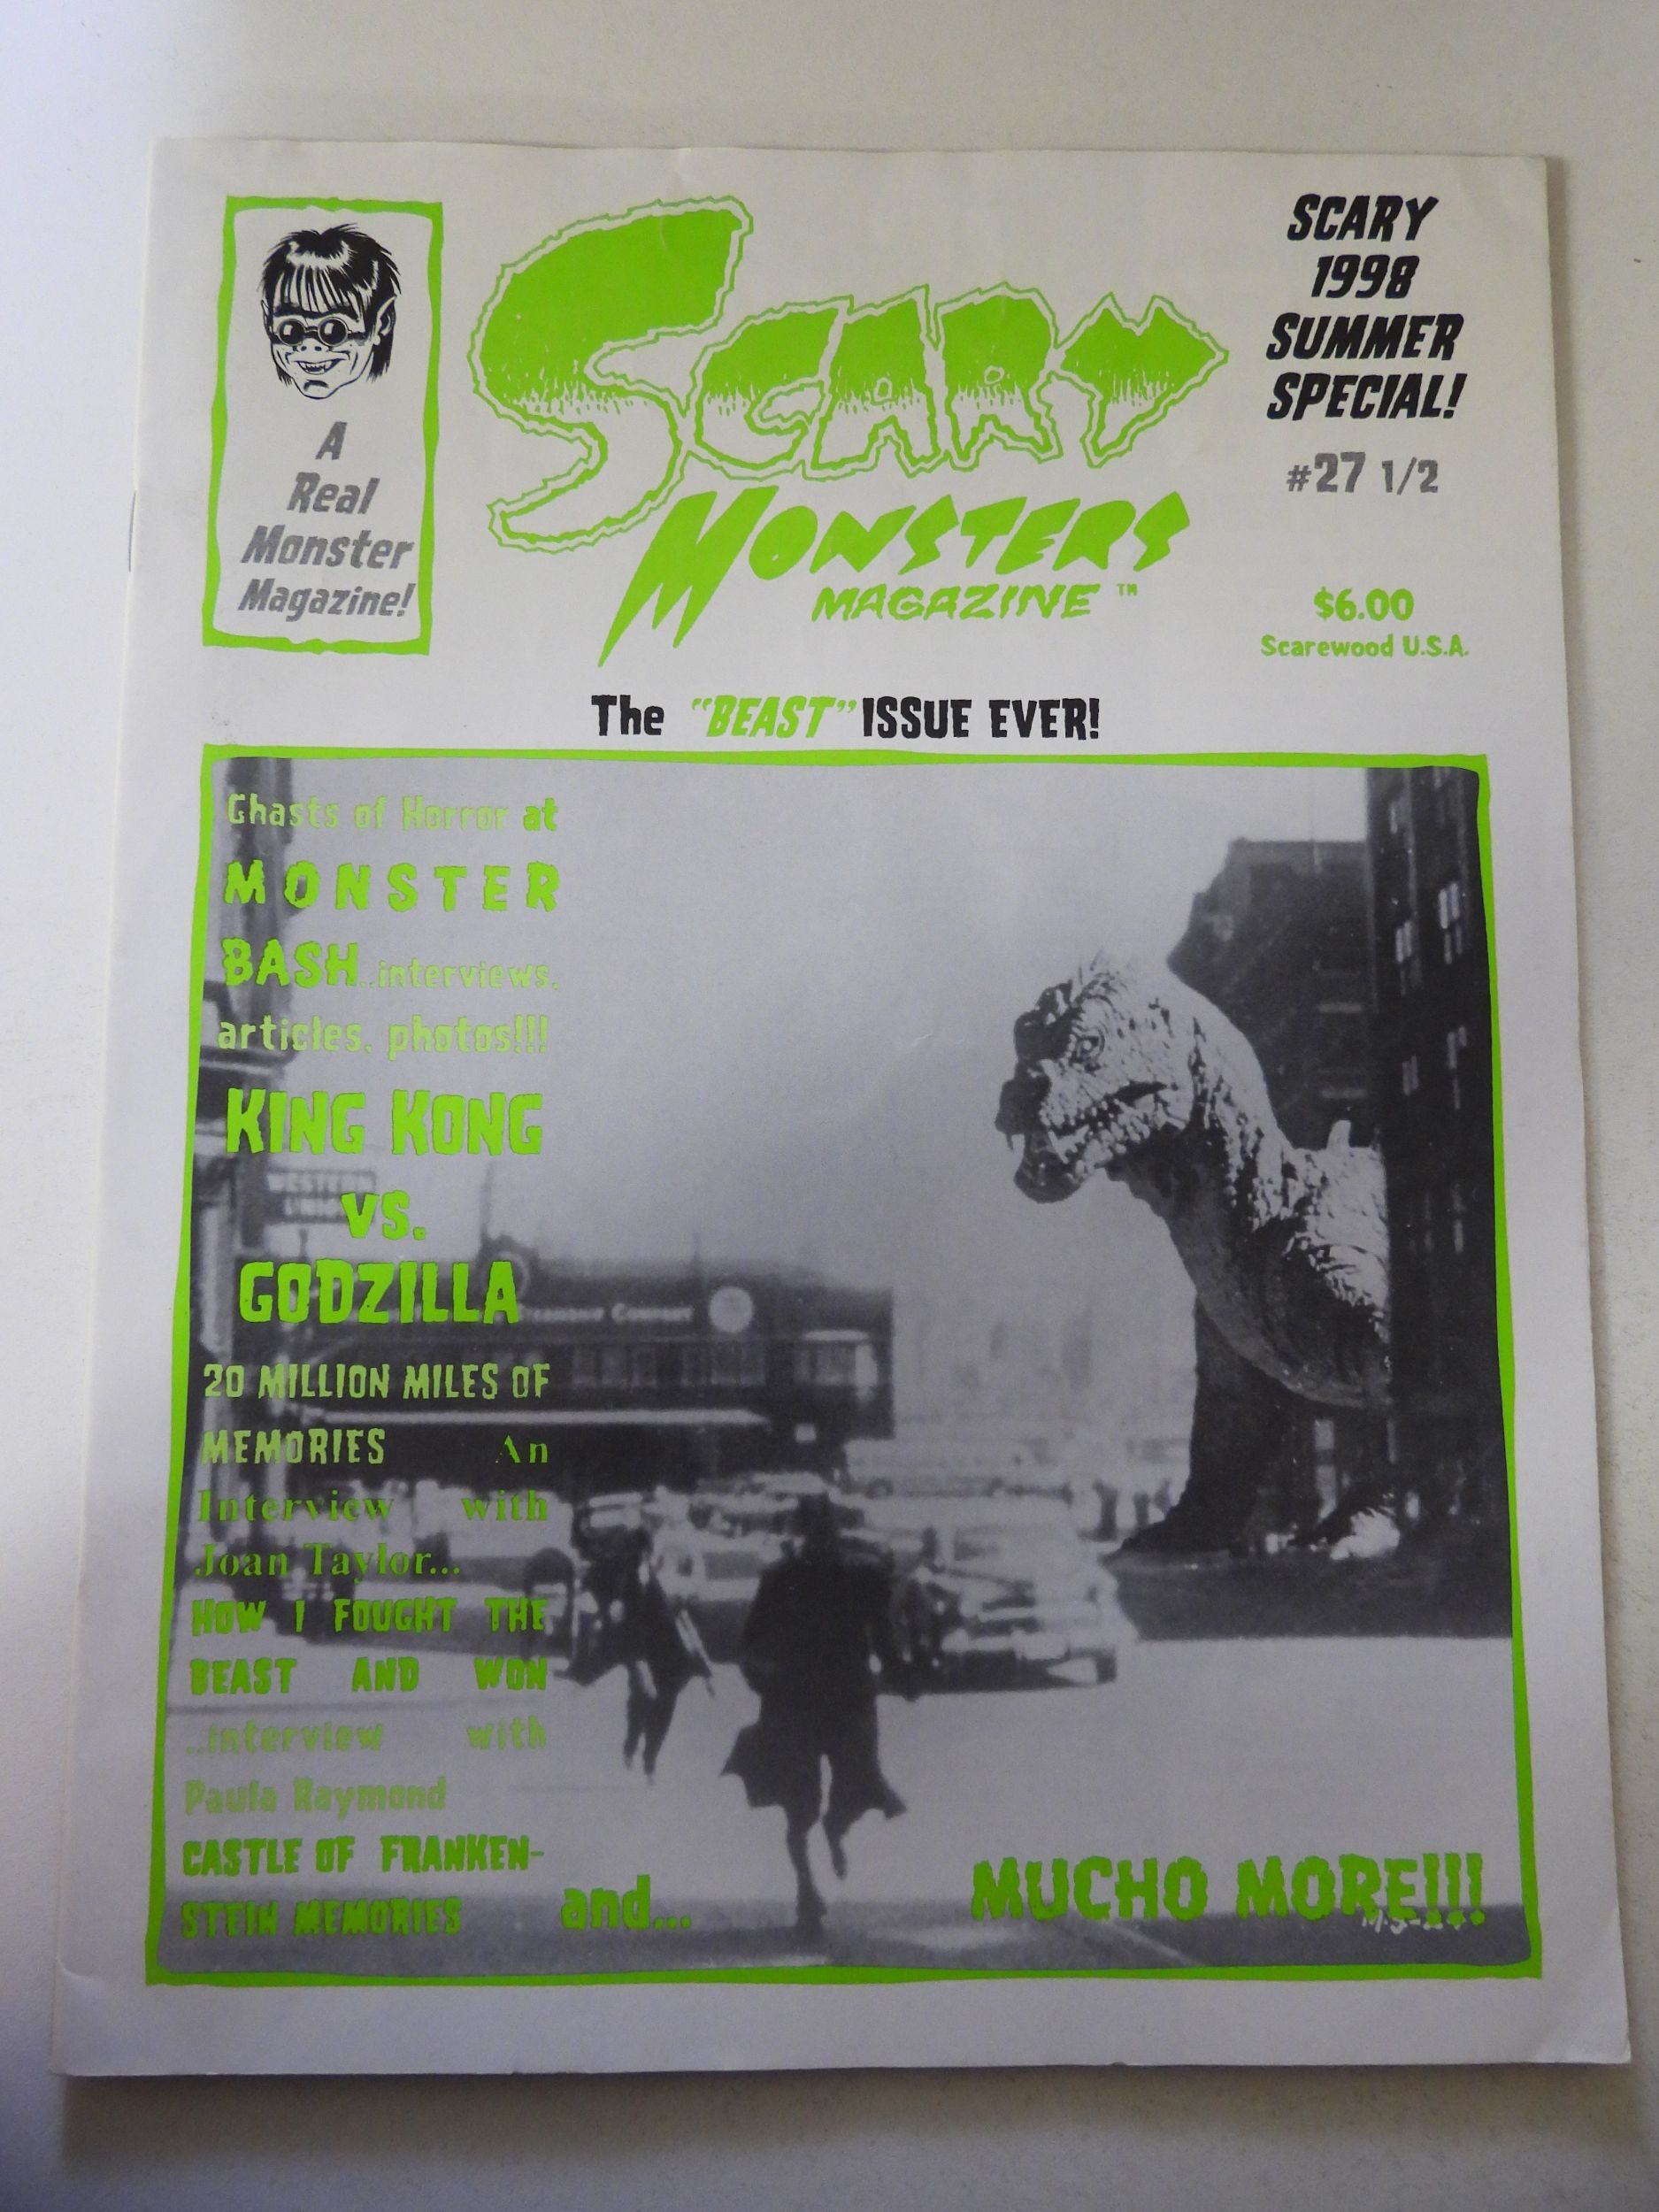 A
Real
Monster
Magazine!
SCARY
MONSTERS
MAGAZINE™
SCARY
1998
SUMMER
SPECIAL!
#27 1/2
$6.00
Scarewood U.S.A.
The "BEAST" ISSUE EVER!
Ghasts of Horror at
MONSTER
BASH..interviews,
articles, photos!!!
KING KONG
VS.
GODZILLA
20 MILLION MILES OF
MEMORIES An
Interview with
Joan Taylor...
HOW I FOUGHT THE
BEAST AND WON
..interview with
Paula Raymond
CASTLE OF FRANKEN-
STEIN MEMORIES
and...
MUCHO MORE!!!
WESTERN
UNION
COMPANY